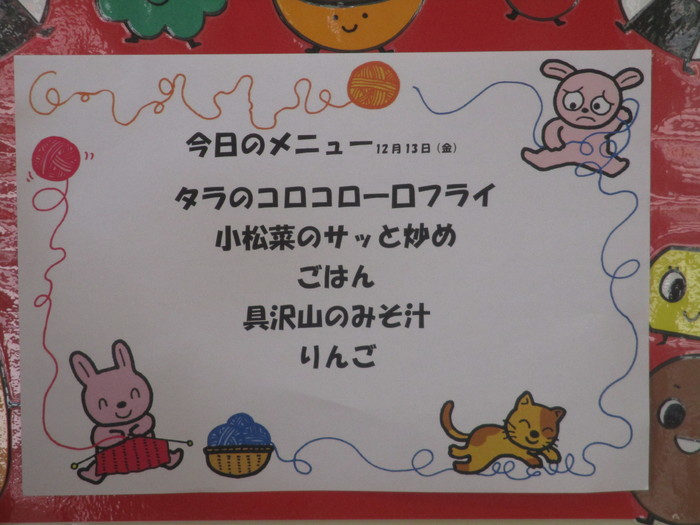 今日のメニュー12月13日（金）
タラのコロコロ一口フライ
小松菜のサッと炒め
ごはん
具沢山のみそ汁
りんご